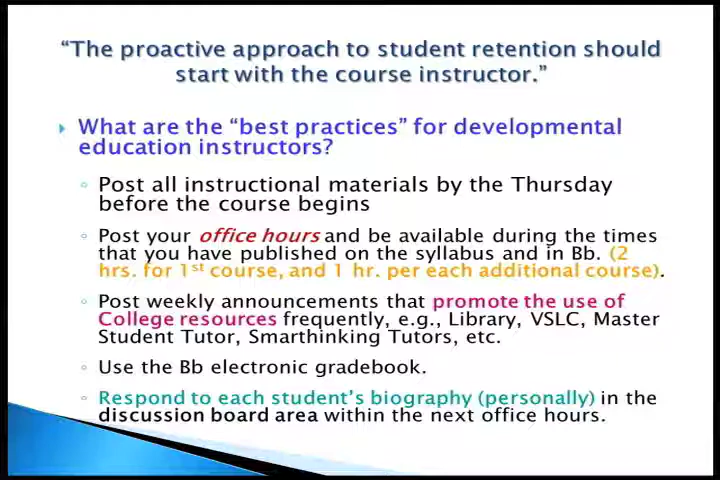 “The proactive approach to student retention should
start with the course instructor.”
What are the “best practices” for developmental
education instructors?
Post all instructional materials by the Thursday
before the course begins
Post your office hours and be available during the times
that you have published on the syllabus and in Bb. (2
hrs. for 1st course, and 1 hr. per each additional course).
Post weekly announcements that promote the use of
College resources frequently, e.g., Library, VSLC, Master
Student Tutor, Smarthinking Tutors, etc.
Use the Bb electronic gradebook.
Respond to each student’s biography (personally) in the
discussion board area within the next office hours.